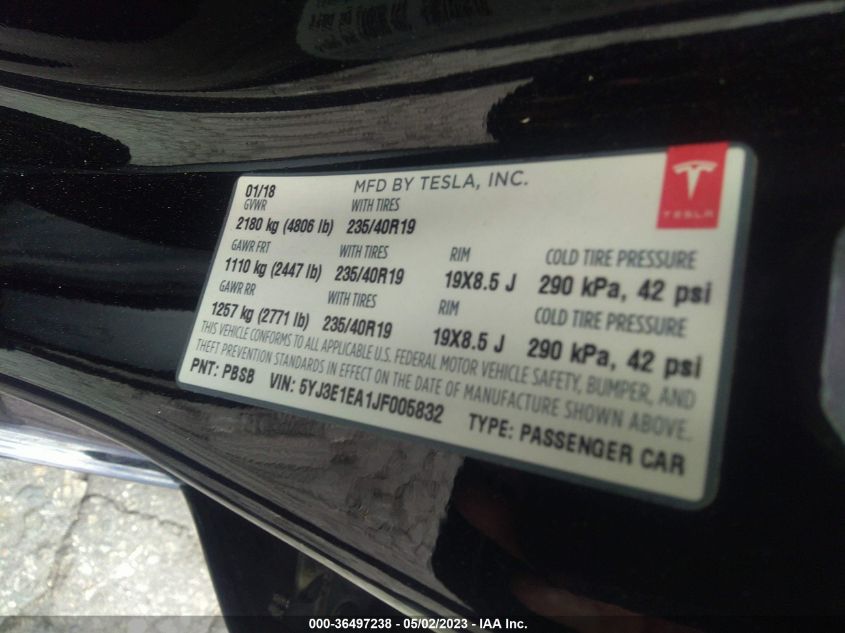 01/18 MFD BY TESLA, INC.
GVWR WITH TIRES
2180 kg (4806 lb) 235/40R19
GAWR FRT WITH TIRES RIM COLD TIRE PRESSURE
1110 kg (2447 lb) 235/40R19 19X8.5 J 290 kPa, 42 psi
GAWR RR WITH TIRES RIM COLD TIRE PRESSURE
1257 kg (2771 lb) 235/40R19 19X8.5 J 290 kPa, 42 psi
THIS VEHICLE CONFORMS TO ALL APPLICABLE U.S. FEDERAL MOTOR VEHICLE SAFETY, BUMPER, AND
THEFT PREVENTION STANDARDS IN EFFECT ON THE DATE OF MANUFACTURE SHOWN ABOVE.
PNT: PBSB VIN: 5YJ3E1EA1JF005832 TYPE: PASSENGER CAR
TESLA
000-36497238 - 05/02/2023 - IAA Inc.